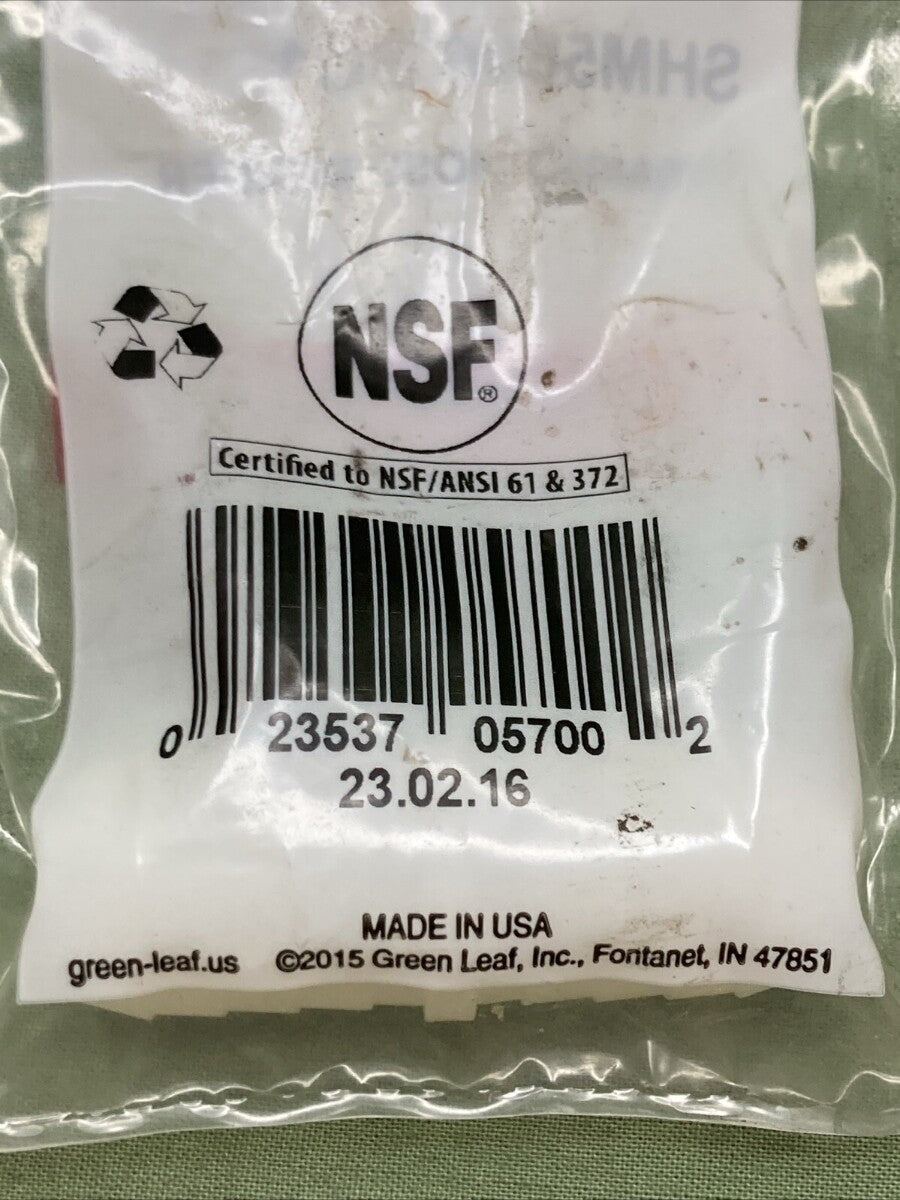 NSF®
Certified to NSF/ANSI 61 & 372
0 23537 05700 2
23.02.16
MADE IN USA
green-leaf.us ©2015 Green Leaf, Inc., Fontanet, IN 47851